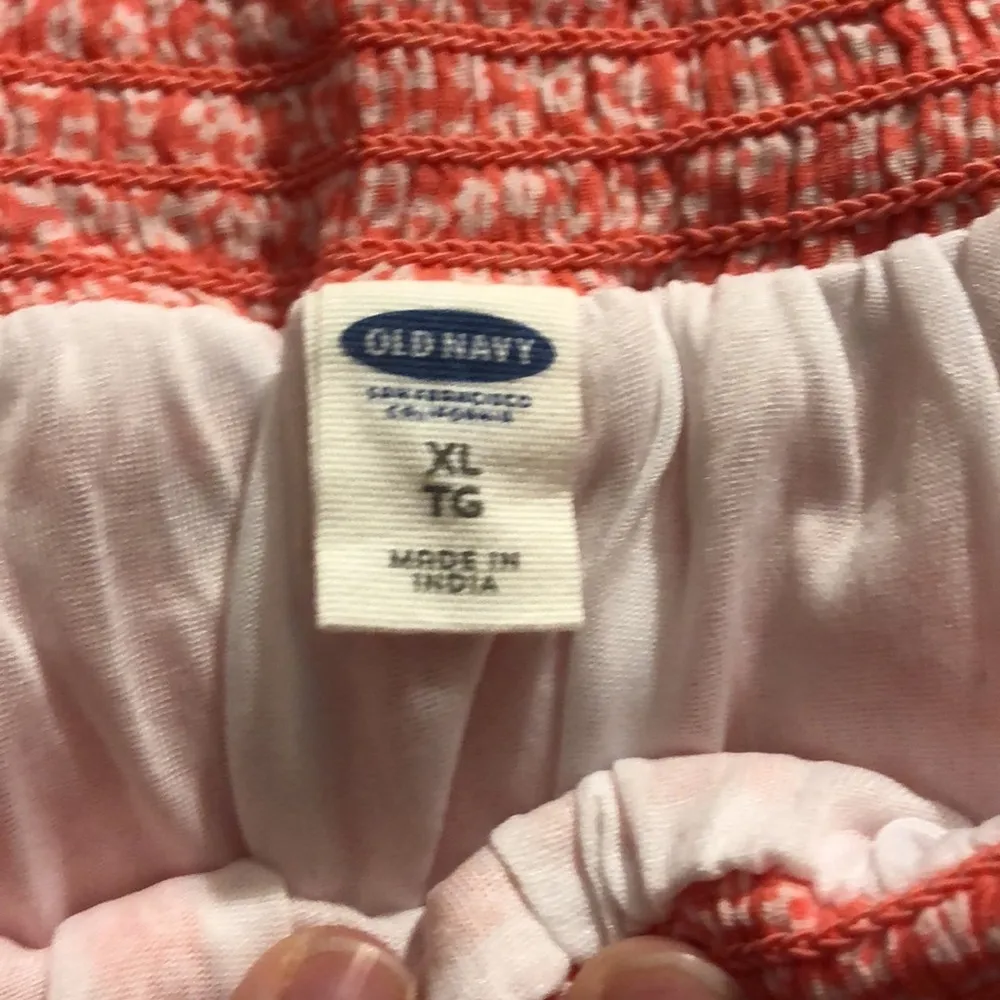 OLD NAVY
SAN FRANCISCO
CALIFORNIA
XL
TG
MADE IN
INDIA